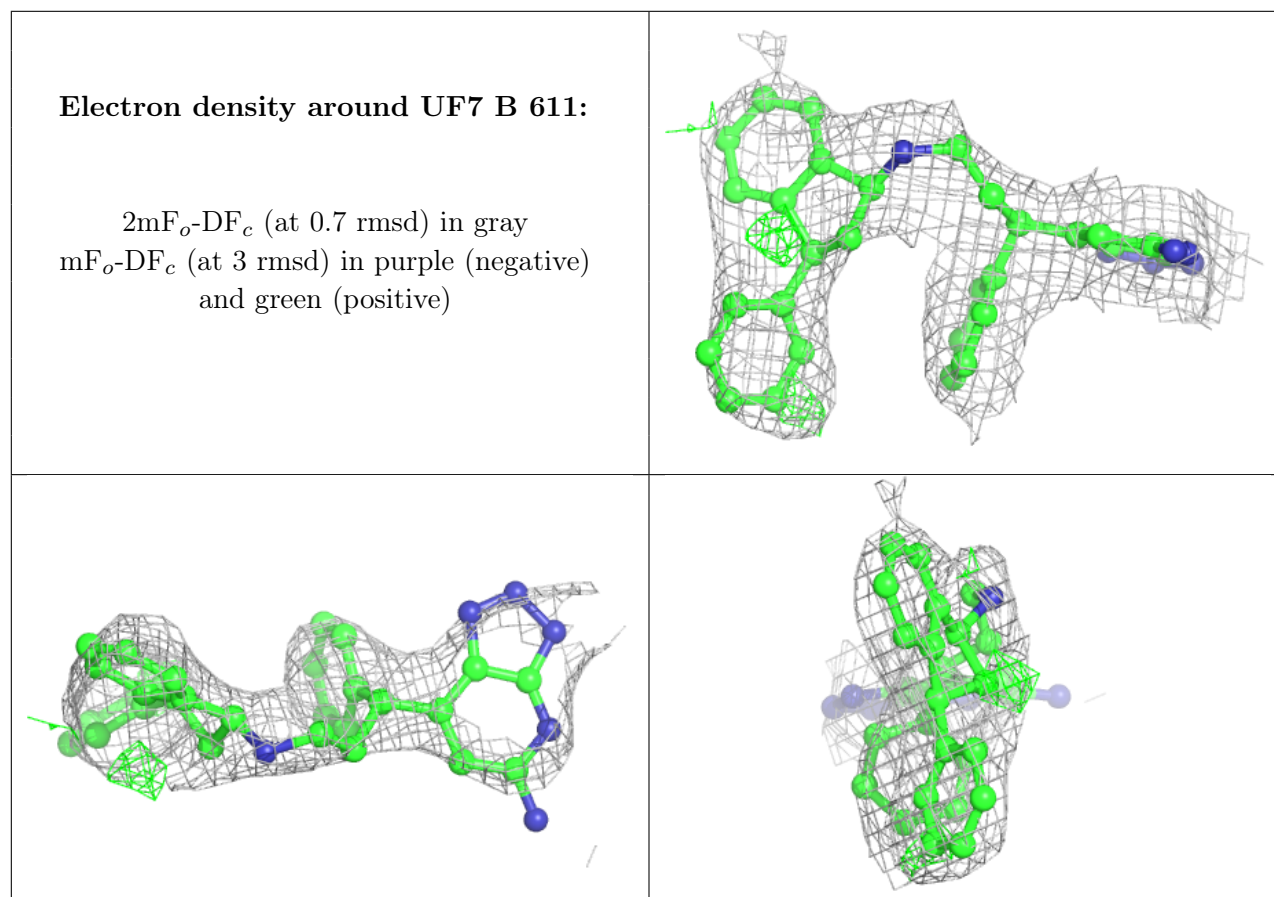 Electron density around UF7 B 611:
2mFo-DFc (at 0.7 rmsd) in gray
mFo-DFc (at 3 rmsd) in purple (negative)
and green (positive)